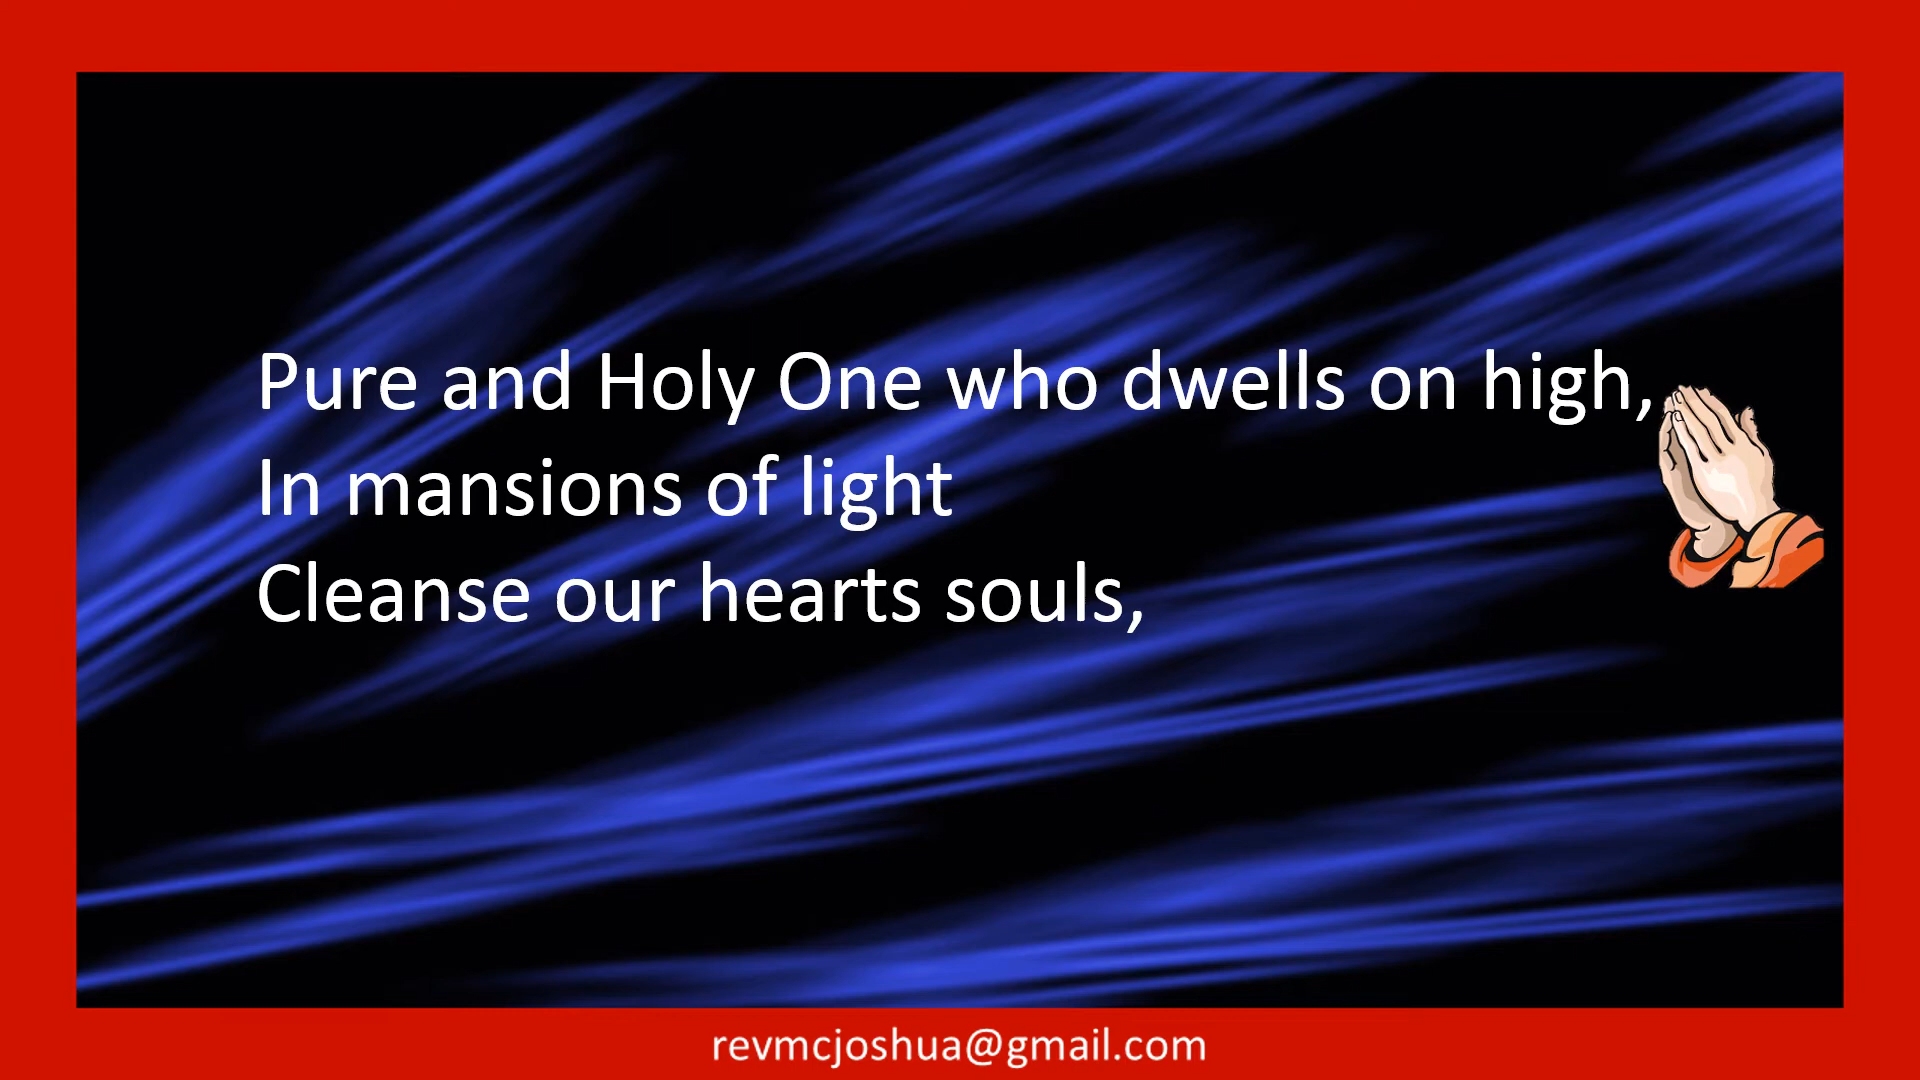 Pure and Holy One who dwells on high,
In mansions of light
Cleanse our hearts souls,
revmcjoshua@gmail.com